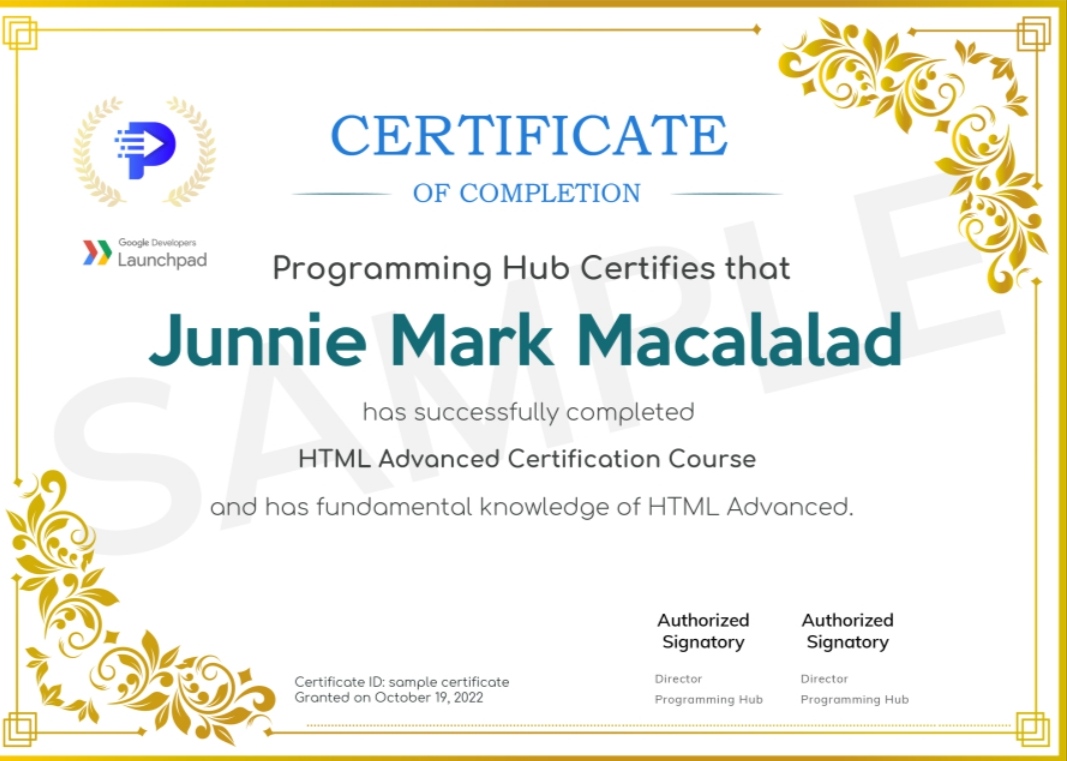 CERTIFICATE
OF COMPLETION
Google Developers
Launchpad
Programming Hub Certifies that
Junnie Mark Macalalad
has successfully completed
HTML Advanced Certification Course
and has fundamental knowledge of HTML Advanced.
SAMPLE
Authorized
Signatory
Director
Programming Hub
Authorized
Signatory
Director
Programming Hub
Certificate ID: sample certificate
Granted on October 19, 2022